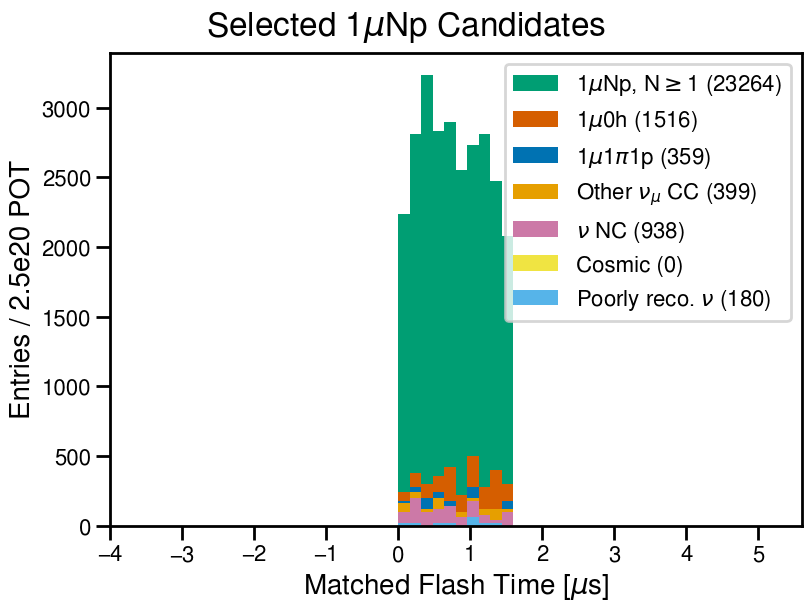 Selected 1μNp Candidates
Entries / 2.5e20 POT
3000
2500
2000
1500
1000
500
0
1μNp, N ≥ 1 (23264)
1μ0h (1516)
1μ1π1p (359)
Other νμ CC (399)
ν NC (938)
Cosmic (0)
Poorly reco. ν (180)
−4 −3 −2 −1 0 1 2 3 4 5
Matched Flash Time [μs]